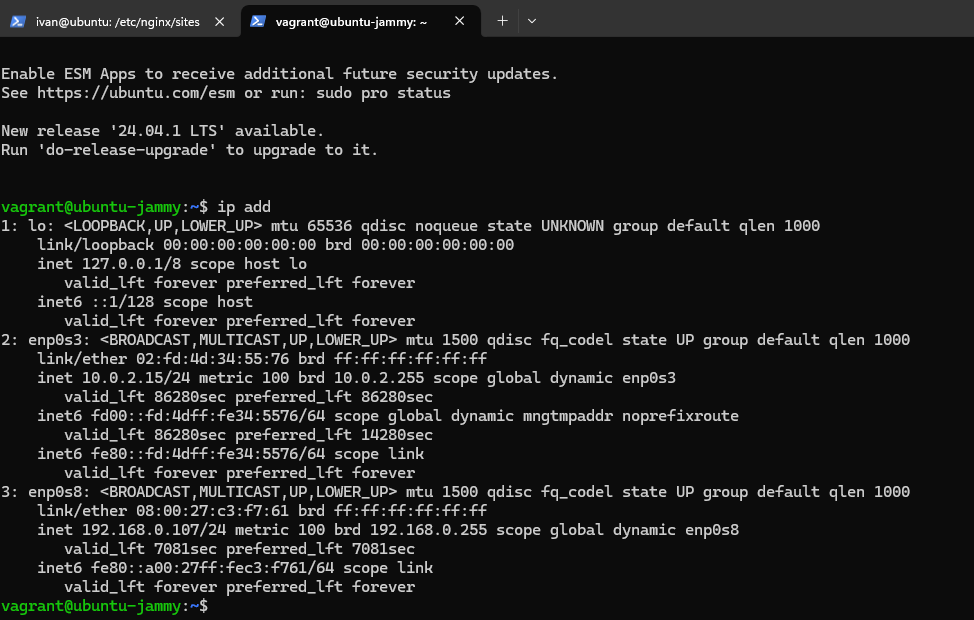 ivan@ubuntu: /etc/nginx/sites
vagrant@ubuntu-jammy: ~
Enable ESM Apps to receive additional future security updates.
See https://ubuntu.com/esm or run: sudo pro status
New release '24.04.1 LTS' available.
Run 'do-release-upgrade' to upgrade to it.
vagrant@ubuntu-jammy:~$ ip add
1: lo: <LOOPBACK,UP,LOWER_UP> mtu 65536 qdisc noqueue state UNKNOWN group default qlen 1000
    link/loopback 00:00:00:00:00:00 brd 00:00:00:00:00:00
    inet 127.0.0.1/8 scope host lo
       valid_lft forever preferred_lft forever
    inet6 ::1/128 scope host
       valid_lft forever preferred_lft forever
2: enp0s3: <BROADCAST,MULTICAST,UP,LOWER_UP> mtu 1500 qdisc fq_codel state UP group default qlen 1000
    link/ether 02:fd:4d:34:55:76 brd ff:ff:ff:ff:ff:ff
    inet 10.0.2.15/24 metric 100 brd 10.0.2.255 scope global dynamic enp0s3
       valid_lft 86280sec preferred_lft 86280sec
    inet6 fd00::fd:4dff:fe34:5576/64 scope global dynamic mngtmpaddr noprefixroute
       valid_lft 86280sec preferred_lft 14280sec
    inet6 fe80::fd:4dff:fe34:5576/64 scope link
       valid_lft forever preferred_lft forever
3: enp0s8: <BROADCAST,MULTICAST,UP,LOWER_UP> mtu 1500 qdisc fq_codel state UP group default qlen 1000
    link/ether 08:00:27:c3:f7:61 brd ff:ff:ff:ff:ff:ff
    inet 192.168.0.107/24 metric 100 brd 192.168.0.255 scope global dynamic enp0s8
       valid_lft 7081sec preferred_lft 7081sec
    inet6 fe80::a00:27ff:fec3:f761/64 scope link
       valid_lft forever preferred_lft forever
vagrant@ubuntu-jammy:~$